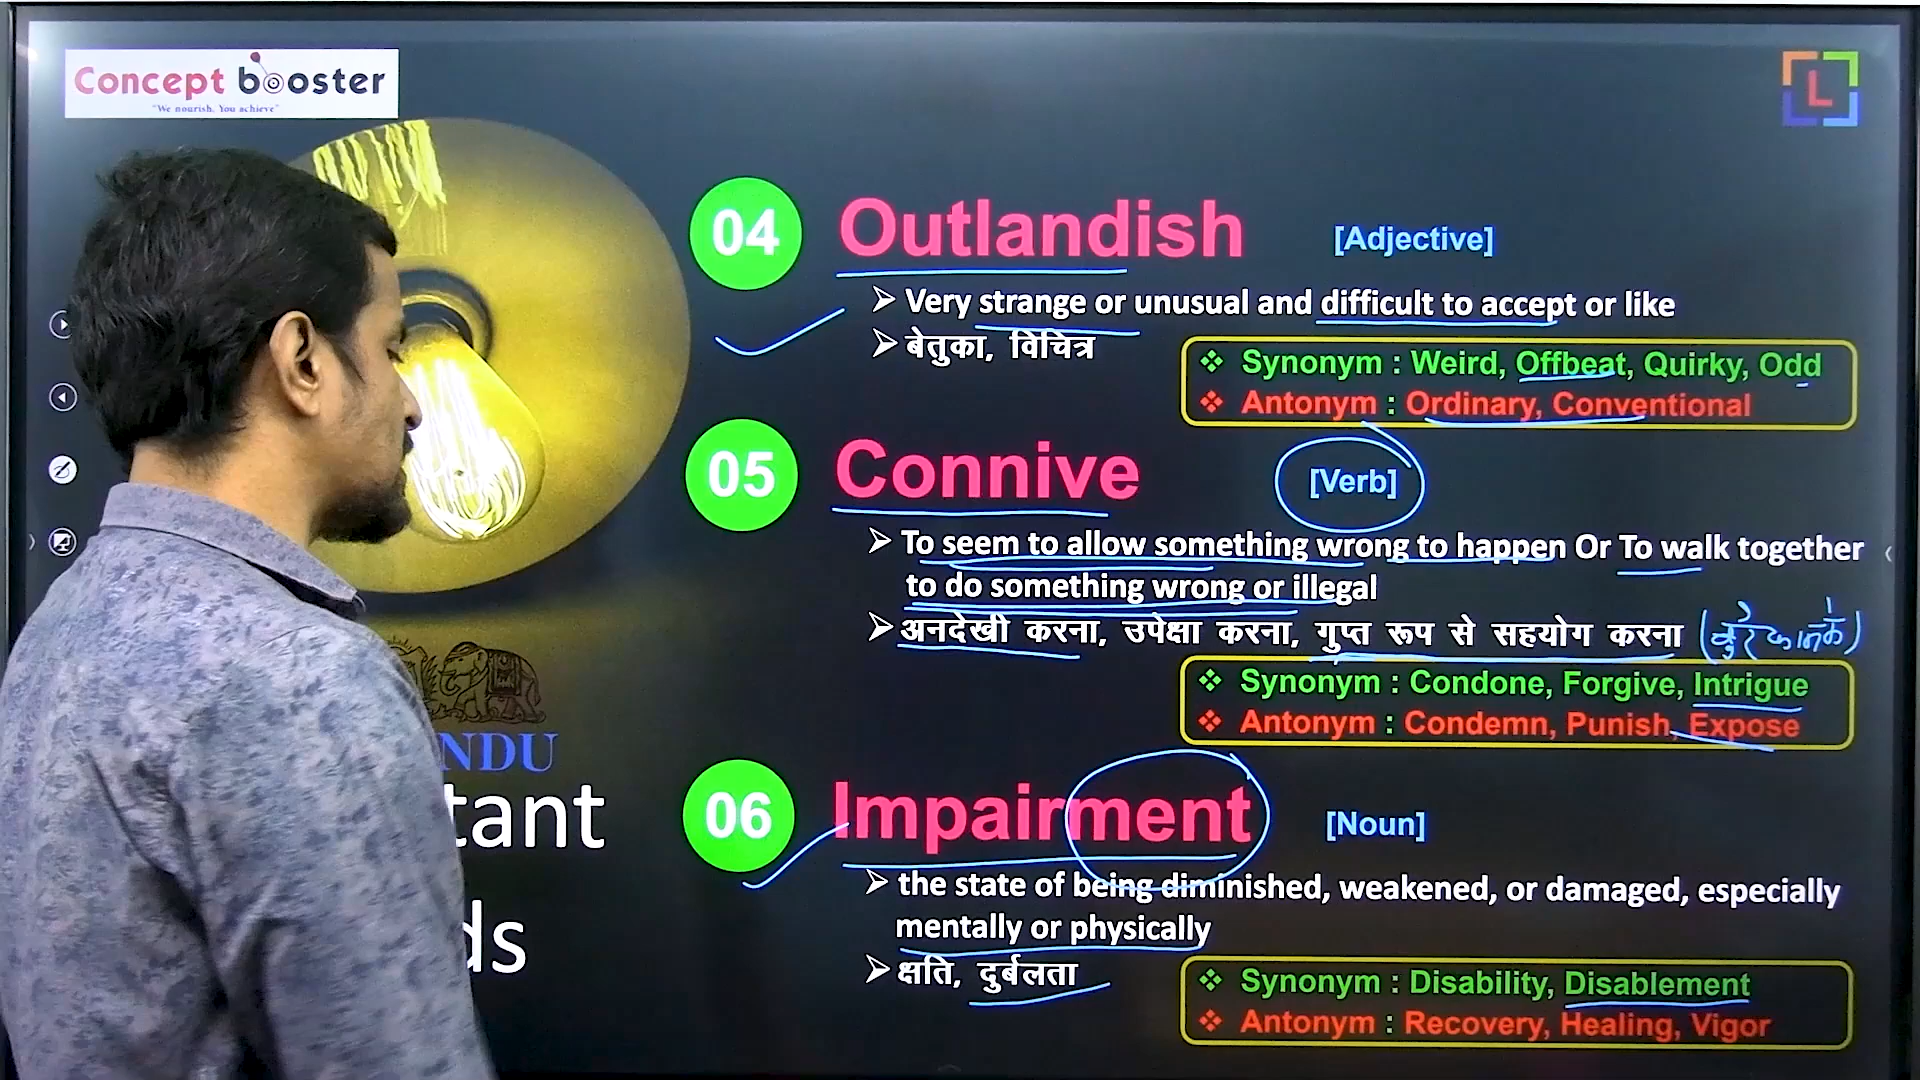 Concept booster
"We nourish, You achieve"
L
04 Outlandish [Adjective]
Very strange or unusual and difficult to accept or like
बेतुका, विचित्र
Synonym : Weird, Offbeat, Quirky, Odd
Antonym : Ordinary, Conventional
05 Connive [Verb]
To seem to allow something wrong to happen Or To walk together
to do something wrong or illegal
अनदेखी करना, उपेक्षा करना, गुप्त रूप से सहयोग करना
Synonym : Condone, Forgive, Intrigue
Antonym : Condemn, Punish, Expose
NDU
tant
ds
06 Impairment [Noun]
the state of being diminished, weakened, or damaged, especially
mentally or physically
क्षति, दुर्बलता
Synonym : Disability, Disablement
Antonym : Recovery, Healing, Vigor